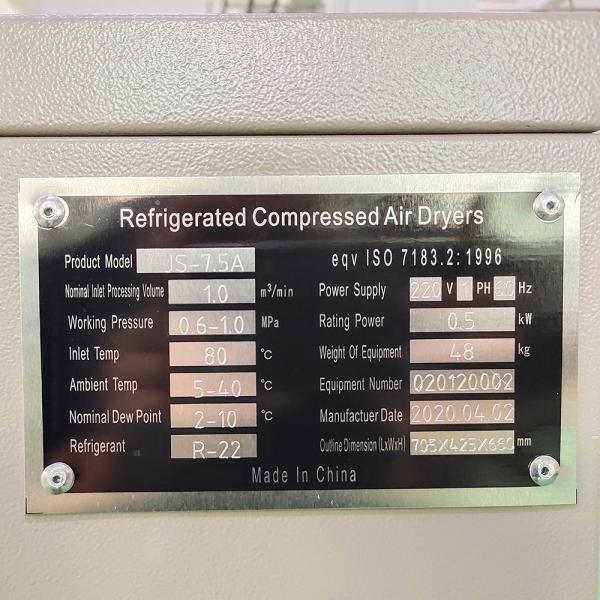 Refrigerated Compressed Air Dryers
Product Model JS-7.5A
eqv ISO 7183.2:1996
Nominal Inlet Processing Volume 1.0 m³/min
Power Supply 220 V 1 PH 60 Hz
Working Pressure 0.6-1.0 MPa
Rating Power 0.5 kW
Inlet Temp 80 °C
Weight Of Equipment 48 kg
Ambient Temp 5-40 °C
Equipment Number 020120002
Nominal Dew Point 2-10 °C
Manufactuer Date 2020.04.02
Refrigerant R-22
Outline Dimension (LxWxH) 705X425X660 mm
Made In China